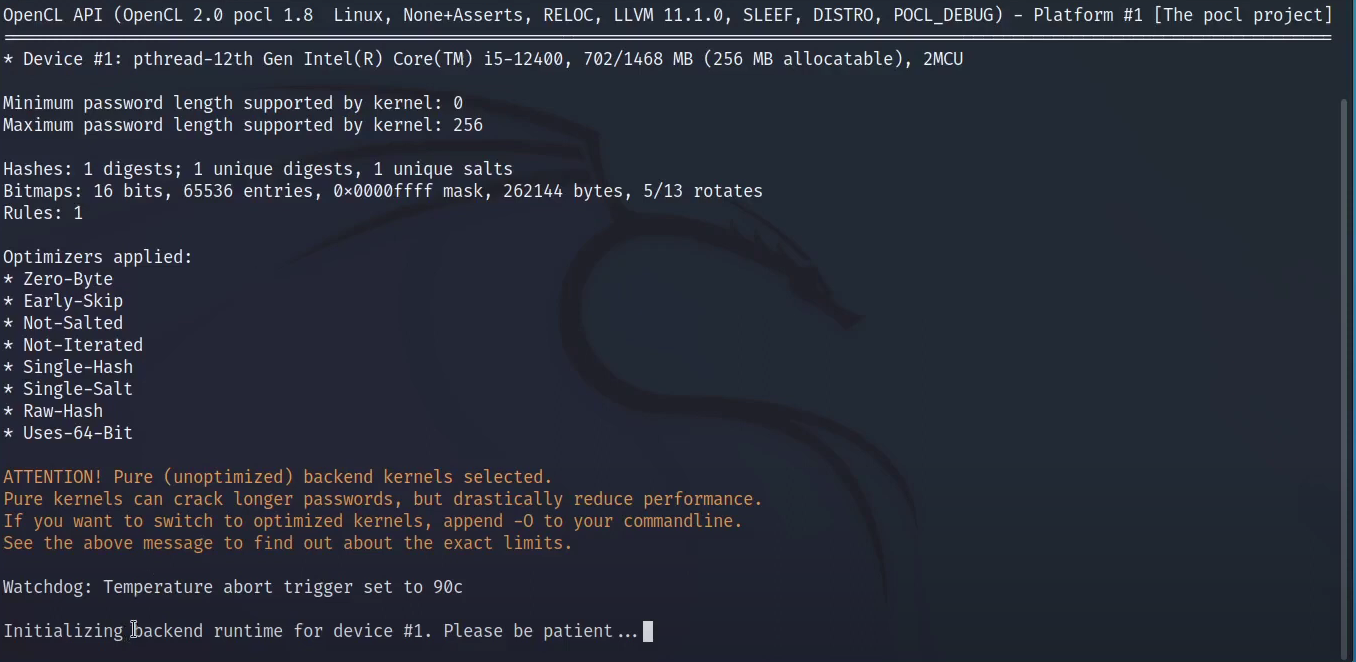 OpenCL API (OpenCL 2.0 pocl 1.8  Linux, None+Asserts, RELOC, LLVM 11.1.0, SLEEF, DISTRO, POCL_DEBUG) - Platform #1 [The pocl project]
* Device #1: pthread-12th Gen Intel(R) Core(TM) i5-12400, 702/1468 MB (256 MB allocatable), 2MCU
Minimum password length supported by kernel: 0
Maximum password length supported by kernel: 256
Hashes: 1 digests; 1 unique digests, 1 unique salts
Bitmaps: 16 bits, 65536 entries, 0x0000ffff mask, 262144 bytes, 5/13 rotates
Rules: 1
Optimizers applied:
* Zero-Byte
* Early-Skip
* Not-Salted
* Not-Iterated
* Single-Hash
* Single-Salt
* Raw-Hash
* Uses-64-Bit
ATTENTION! Pure (unoptimized) backend kernels selected.
Pure kernels can crack longer passwords, but drastically reduce performance.
If you want to switch to optimized kernels, append -O to your commandline.
See the above message to find out about the exact limits.
Watchdog: Temperature abort trigger set to 90c
Initializing backend runtime for device #1. Please be patient...